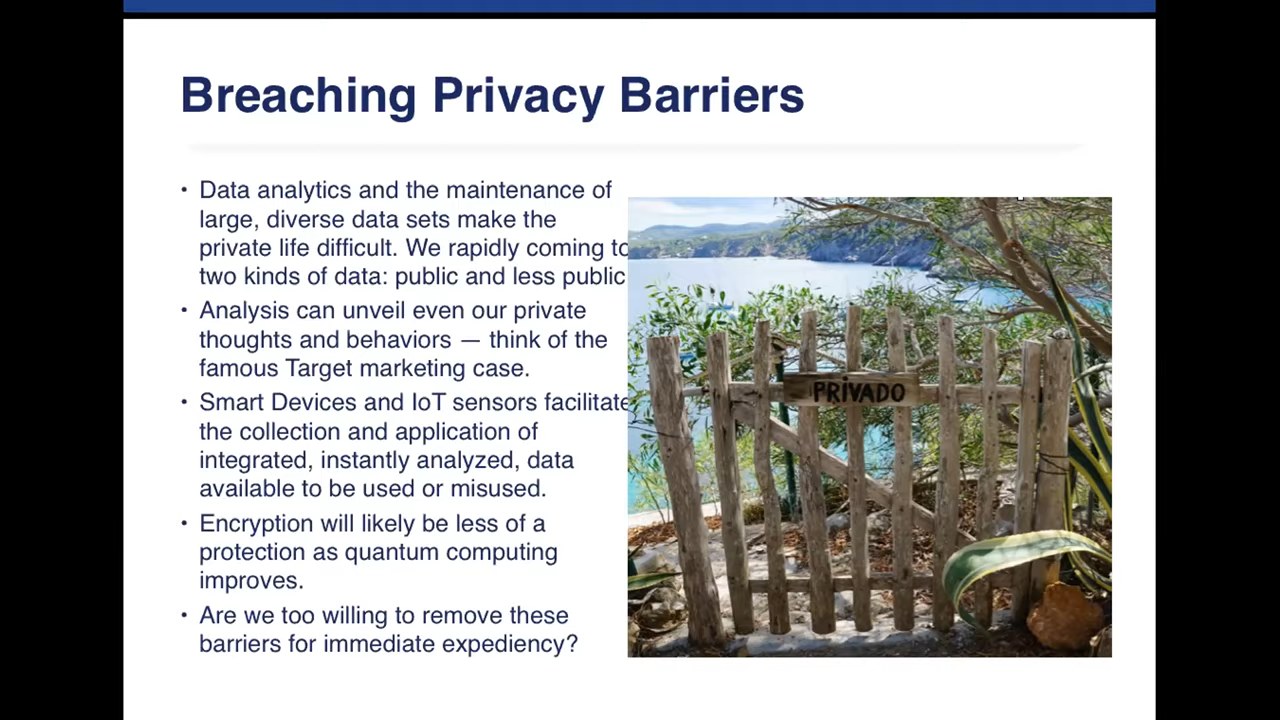 Breaching Privacy Barriers
• Data analytics and the maintenance of
large, diverse data sets make the
private life difficult. We rapidly coming to
two kinds of data: public and less public
• Analysis can unveil even our private
thoughts and behaviors — think of the
famous Target marketing case.
• Smart Devices and IoT sensors facilitate
the collection and application of
integrated, instantly analyzed, data
available to be used or misused.
• Encryption will likely be less of a
protection as quantum computing
improves.
• Are we too willing to remove these
barriers for immediate expediency?
PRIVADO